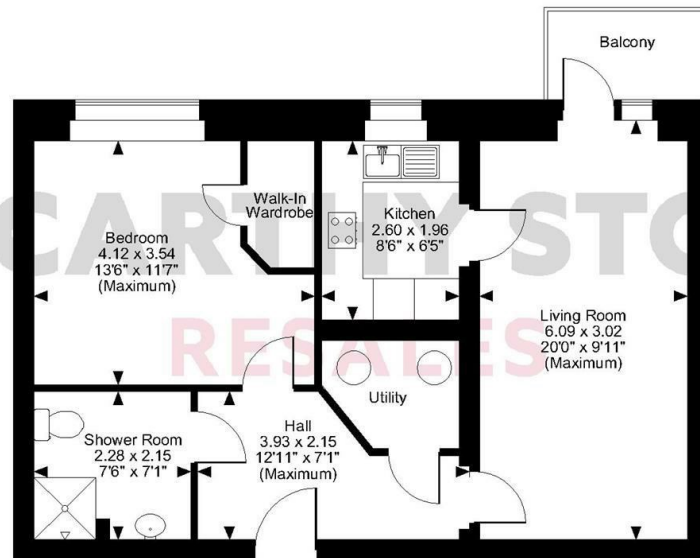 Balcony
Walk-In
Wardrobe
Bedroom
4.12 x 3.54
13'6" x 11'7"
(Maximum)
Kitchen
2.60 x 1.96
8'6" x 6'5"
Living Room
6.09 x 3.02
20'0" x 9'11"
(Maximum)
CARTHY STO
RESALES
Utility
Hall
3.93 x 2.15
12'11" x 7'1"
(Maximum)
Shower Room
2.28 x 2.15
7'6" x 7'1"